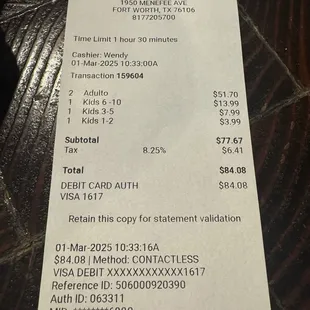 1950 MENEFEE AVE
FORT WORTH, TX 76106
8177205700
Time Limit 1 hour 30 minutes
Cashier: Wendy
01-Mar-2025 10:33:00A
Transaction 159604
2 Adulto $51.70
1 Kids 6 -10 $13.99
1 Kids 3-5 $7.99
1 Kids 1-2 $3.99
Subtotal $77.67
Tax 8.25% $6.41
Total $84.08
DEBIT CARD AUTH $84.08
VISA 1617
Retain this copy for statement validation
01-Mar-2025 10:33:16A
$84.08 | Method: CONTACTLESS
VISA DEBIT XXXXXXXXXXXX1617
Reference ID: 506000920390
Auth ID: 063311